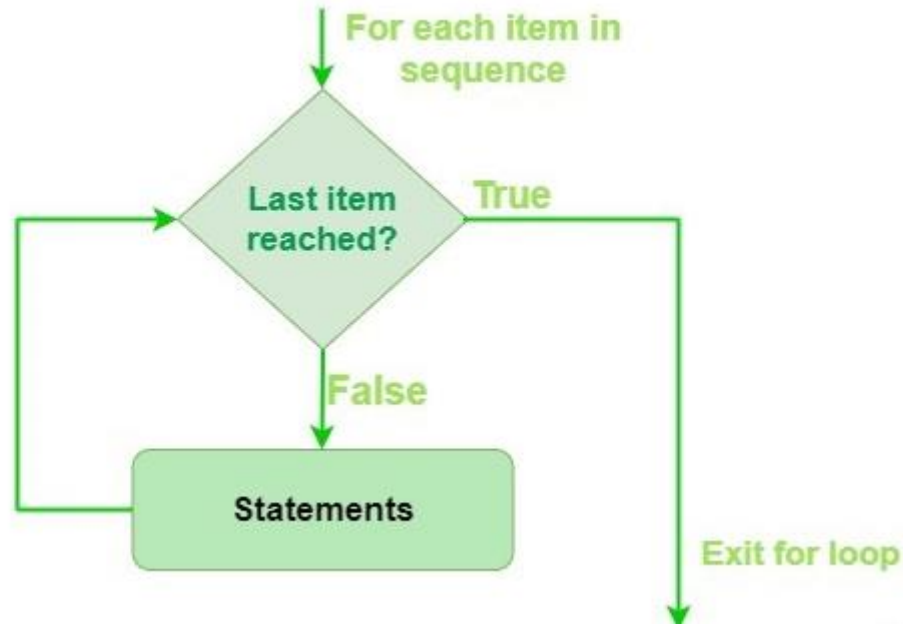 For each item in
sequence
Last item
reached?
True
False
Statements
Exit for loop